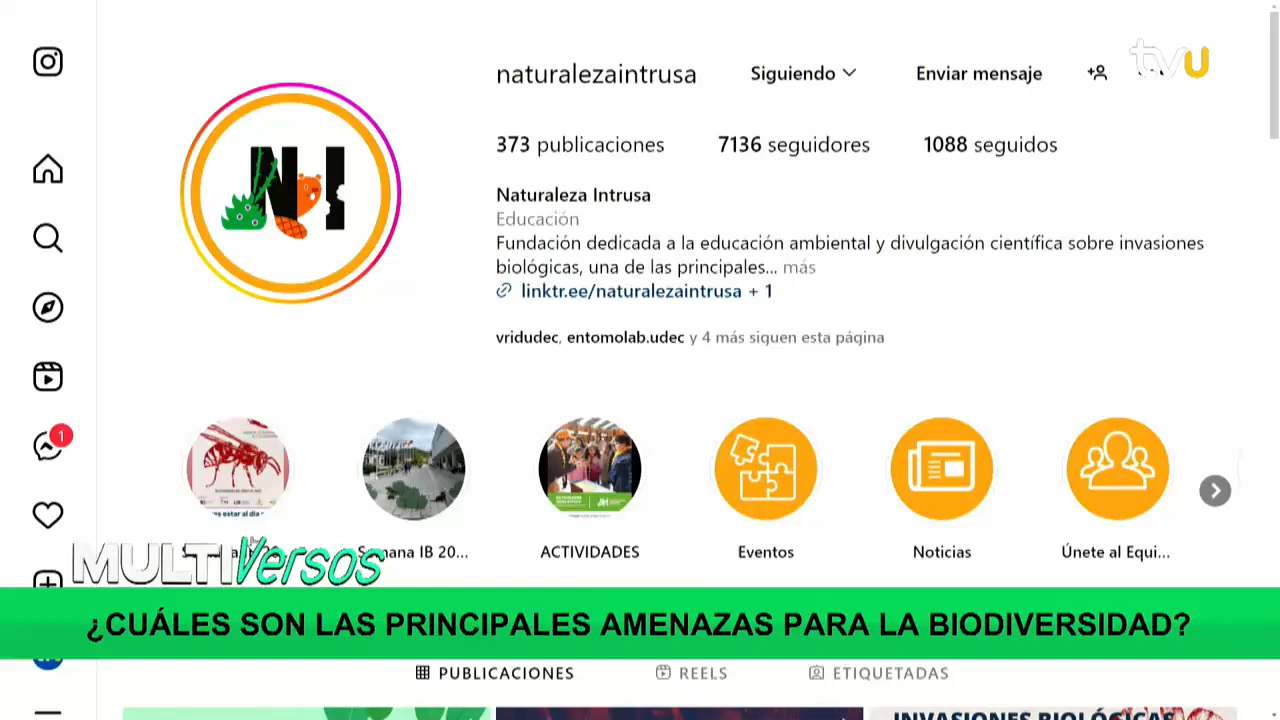 naturalezaintrusa
Siguiendo
Enviar mensaje
tvU
373 publicaciones
7136 seguidores
1088 seguidos
NI
Naturaleza Intrusa
Educación
Fundación dedicada a la educación ambiental y divulgación científica sobre invasiones
biológicas, una de las principales... más
linktr.ee/naturalezaintrusa + 1
vridudec, entomolab.udec y 4 más siguen esta página
1
Semana IB 20...
ACTIVIDADES
Eventos
Noticias
Únete al Equi...
MULTIVersos
¿CUÁLES SON LAS PRINCIPALES AMENAZAS PARA LA BIODIVERSIDAD?
PUBLICACIONES
REELS
ETIQUETADAS
INVASIONES BIOLÓGICAS